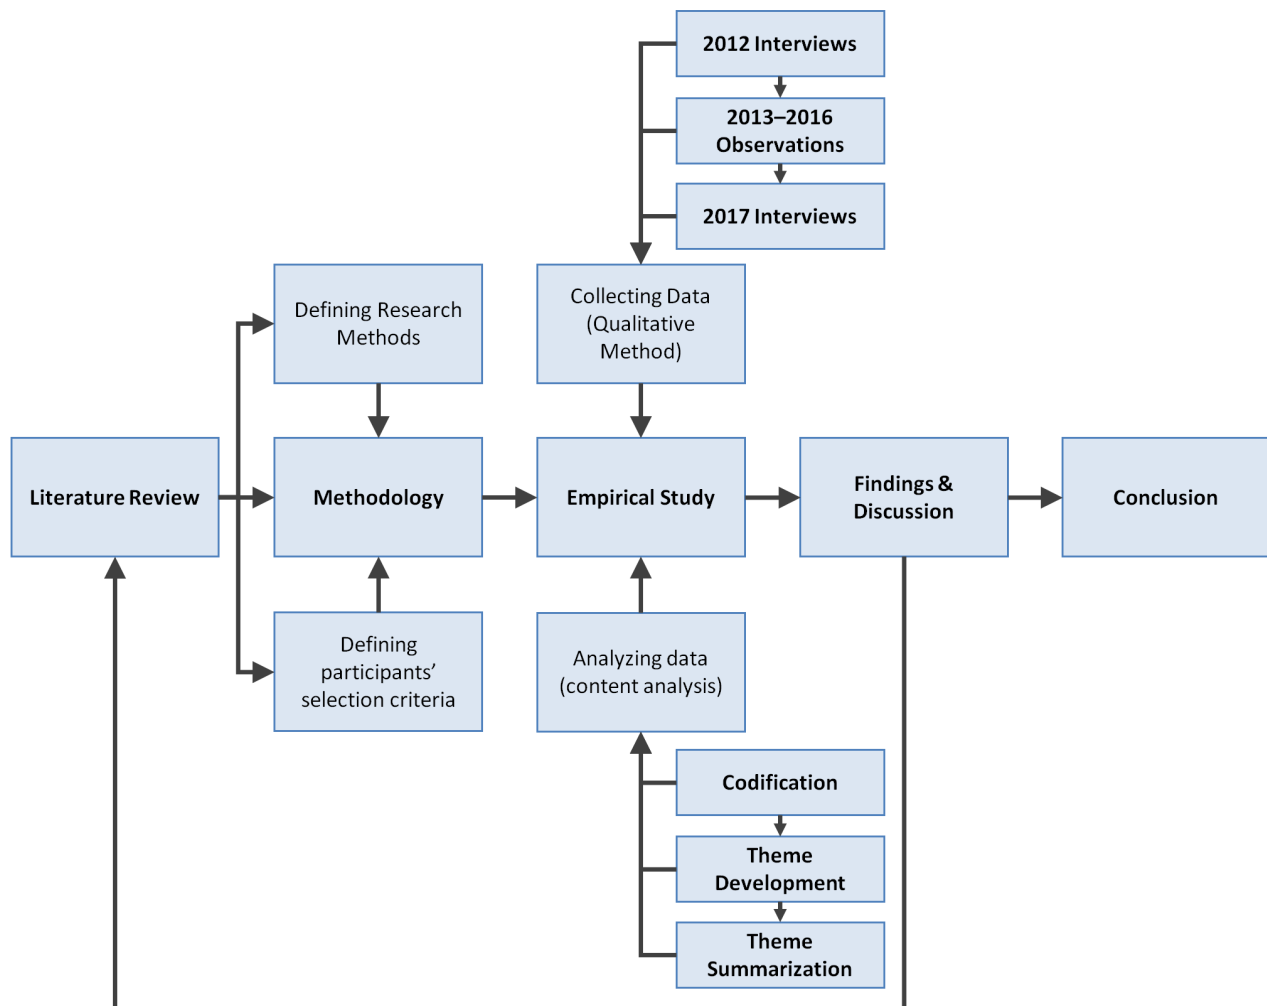 2012 Interviews
2013–2016
Observations
2017 Interviews
Defining Research
Methods
Collecting Data
(Qualitative
Method)
Literature Review
Methodology
Empirical Study
Findings &
Discussion
Conclusion
Defining
participants’
selection criteria
Analyzing data
(content analysis)
Codification
Theme
Development
Theme
Summarization